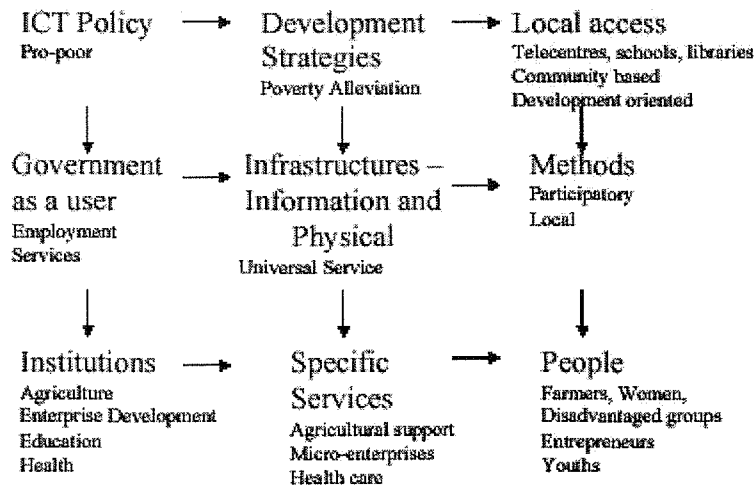 ICT Policy
Pro-poor
Development
Strategies
Poverty Alleviation
Local access
Telecentres, schools, libraries
Community based
Development oriented
Government
as a user
Employment
Services
Infrastructures –
Information and
Physical
Universal Service
Methods
Participatory
Local
Institutions
Agriculture
Enterprise Development
Education
Health
Specific
Services
Agricultural support
Micro-enterprises
Health care
People
Farmers, Women,
Disadvantaged groups
Entrepreneurs
Youths